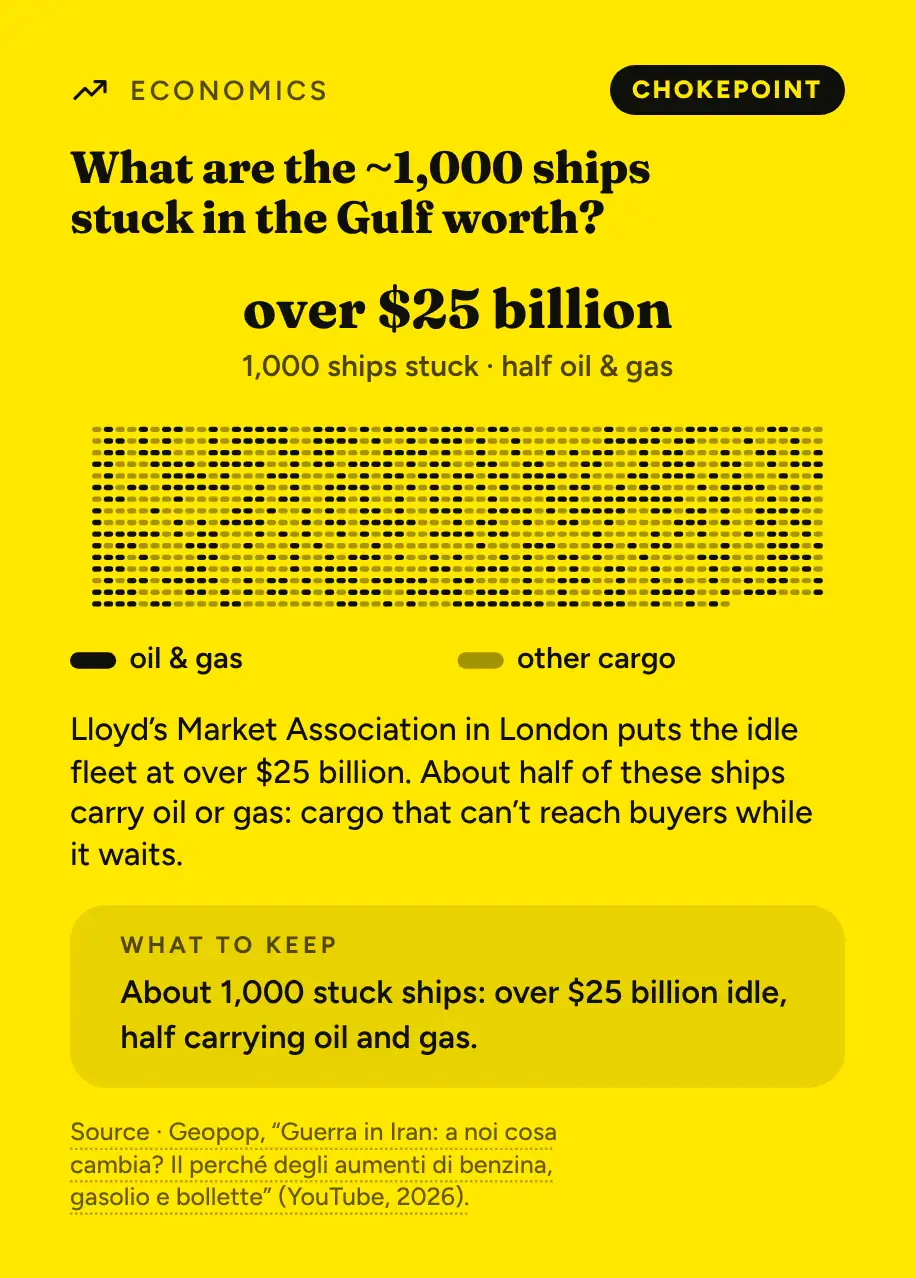 ECONOMICS
CHOKEPOINT
What are the ~1,000 ships
stuck in the Gulf worth?
over $25 billion
1,000 ships stuck · half oil & gas
oil & gas
other cargo
Lloyd’s Market Association in London puts the idle
fleet at over $25 billion. About half of these ships
carry oil or gas: cargo that can’t reach buyers while
it waits.
WHAT TO KEEP
About 1,000 stuck ships: over $25 billion idle,
half carrying oil and gas.
Source · Geopop, “Guerra in Iran: a noi cosa
cambia? Il perché degli aumenti di benzina,
gasolio e bollette” (YouTube, 2026).